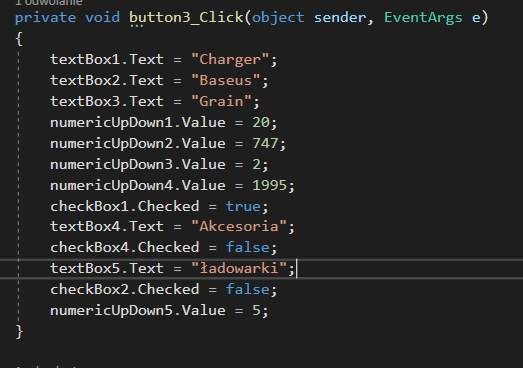 1 odwołanie
private void button3_Click(object sender, EventArgs e)
{
textBox1.Text = "Charger";
textBox2.Text = "Baseus";
textBox3.Text = "Grain";
numericUpDown1.Value = 20;
numericUpDown2.Value = 747;
numericUpDown3.Value = 2;
numericUpDown4.Value = 1995;
checkBox1.Checked = true;
textBox4.Text = "Akcesoria";
checkBox4.Checked = false;
textBox5.Text = "ładowarki";
checkBox2.Checked = false;
numericUpDown5.Value = 5;
}